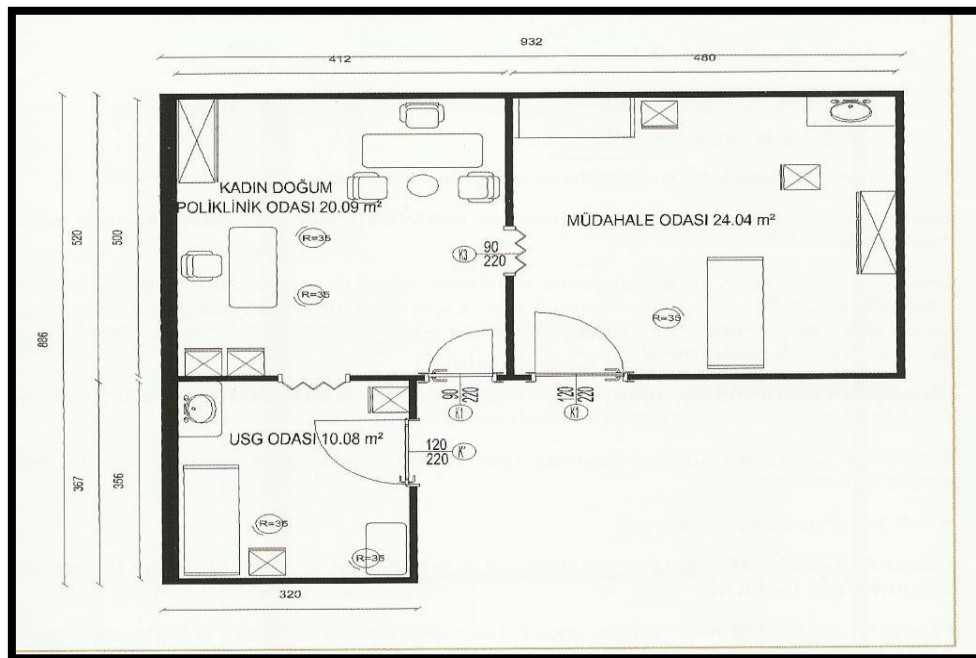 932
412
480
KADIN DOĞUM
POLİKLİNİK ODASI 20.09 m²
MÜDAHALE ODASI 24.04 m²
520
500
886
R=35
K3
90
220
R=35
R=35
90
220
K1
120
220
K1
USG ODASI 10.08 m²
120
220
K'
367
356
R=35
R=35
320